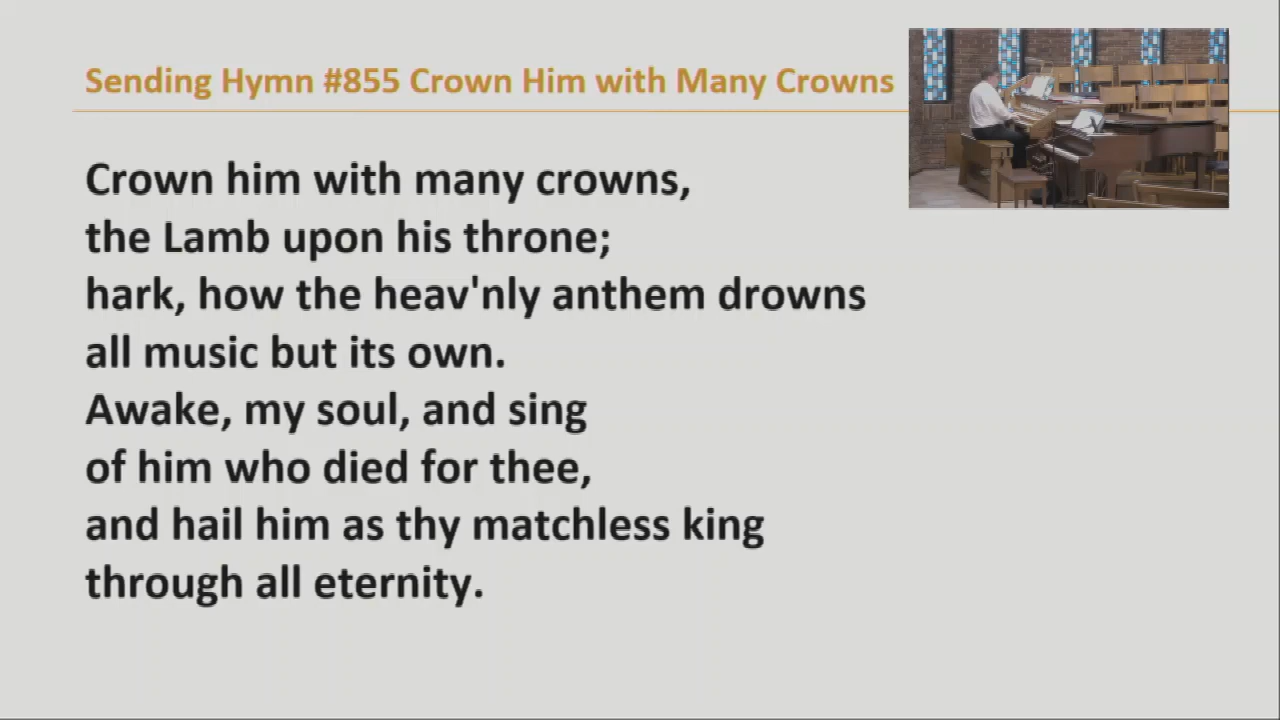 Sending Hymn #855 Crown Him with Many Crowns
Crown him with many crowns,
the Lamb upon his throne;
hark, how the heav'nly anthem drowns
all music but its own.
Awake, my soul, and sing
of him who died for thee,
and hail him as thy matchless king
through all eternity.